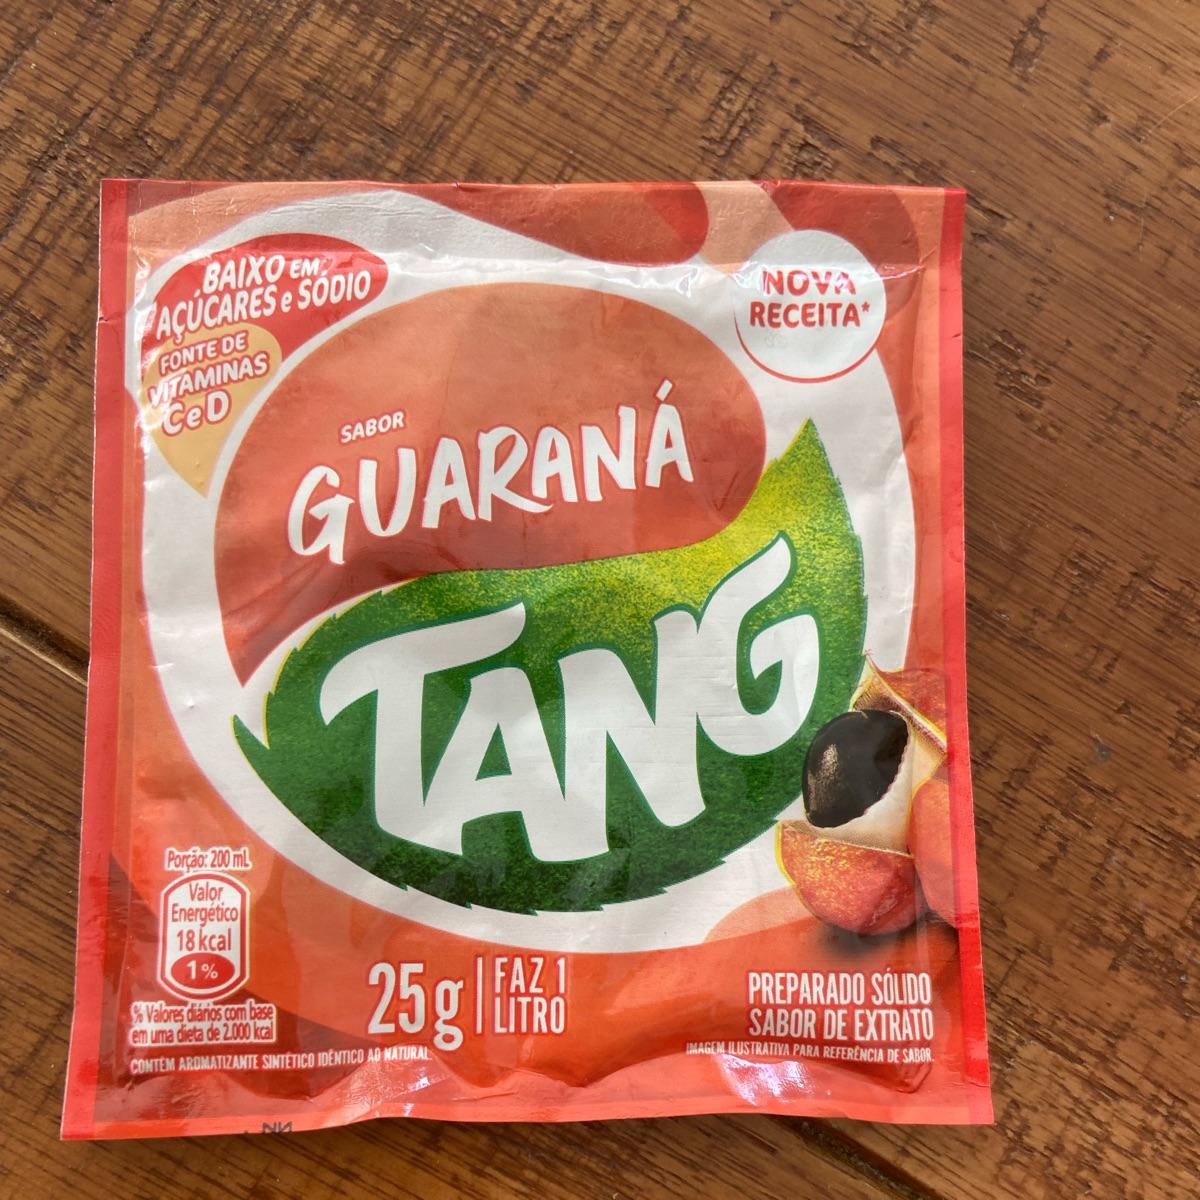 BAIXO EM
AÇÚCARES e SÓDIO
FONTE DE
VITAMINAS
C e D
NOVA
RECEITA*
SABOR
GUARANÁ
TANG
Porção: 200 mL
Valor
Energético
18 kcal
1%
% Valores diários com base
em uma dieta de 2.000 kcal
25g
FAZ 1
LITRO
PREPARADO SÓLIDO
SABOR DE EXTRATO
IMAGEM ILUSTRATIVA PARA REFERÊNCIA DE SABOR.
CONTÉM AROMATIZANTE SINTÉTICO IDÊNTICO AO NATURAL.